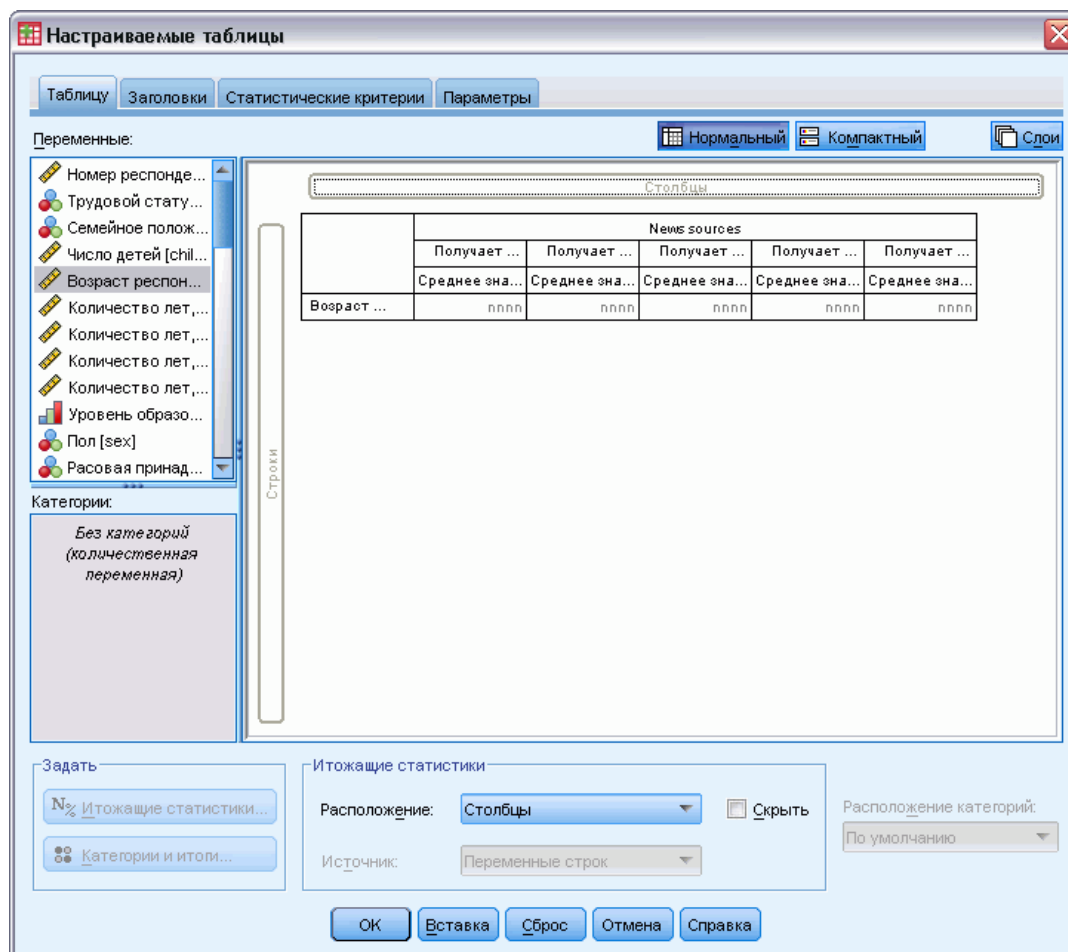 Настраиваемые таблицы
Таблицу Заголовки Статистические критерии Параметры
Переменные:
Нормальный Компактный Слои
Номер респонде...
Трудовой стату...
Семейное полож...
Число детей [chil...
Возраст респон...
Количество лет,...
Количество лет,...
Количество лет,...
Количество лет,...
Уровень образо...
Пол [sex]
Расовая принад...
Категории:
Без категорий
(количественная
переменная)
Столбцы
Строки
News sources
Получает ... Получает ... Получает ... Получает ... Получает ...
Среднее зна... Среднее зна... Среднее зна... Среднее зна... Среднее зна...
Возраст ... nnnn nnnn nnnn nnnn nnnn
Задать
N% Итожащие статистики...
Категории и итоги...
Итожащие статистики
Расположение: Столбцы Скрыть
Источник: Переменные строк
Расположение категорий:
По умолчанию
OK Вставка Сброс Отмена Справка